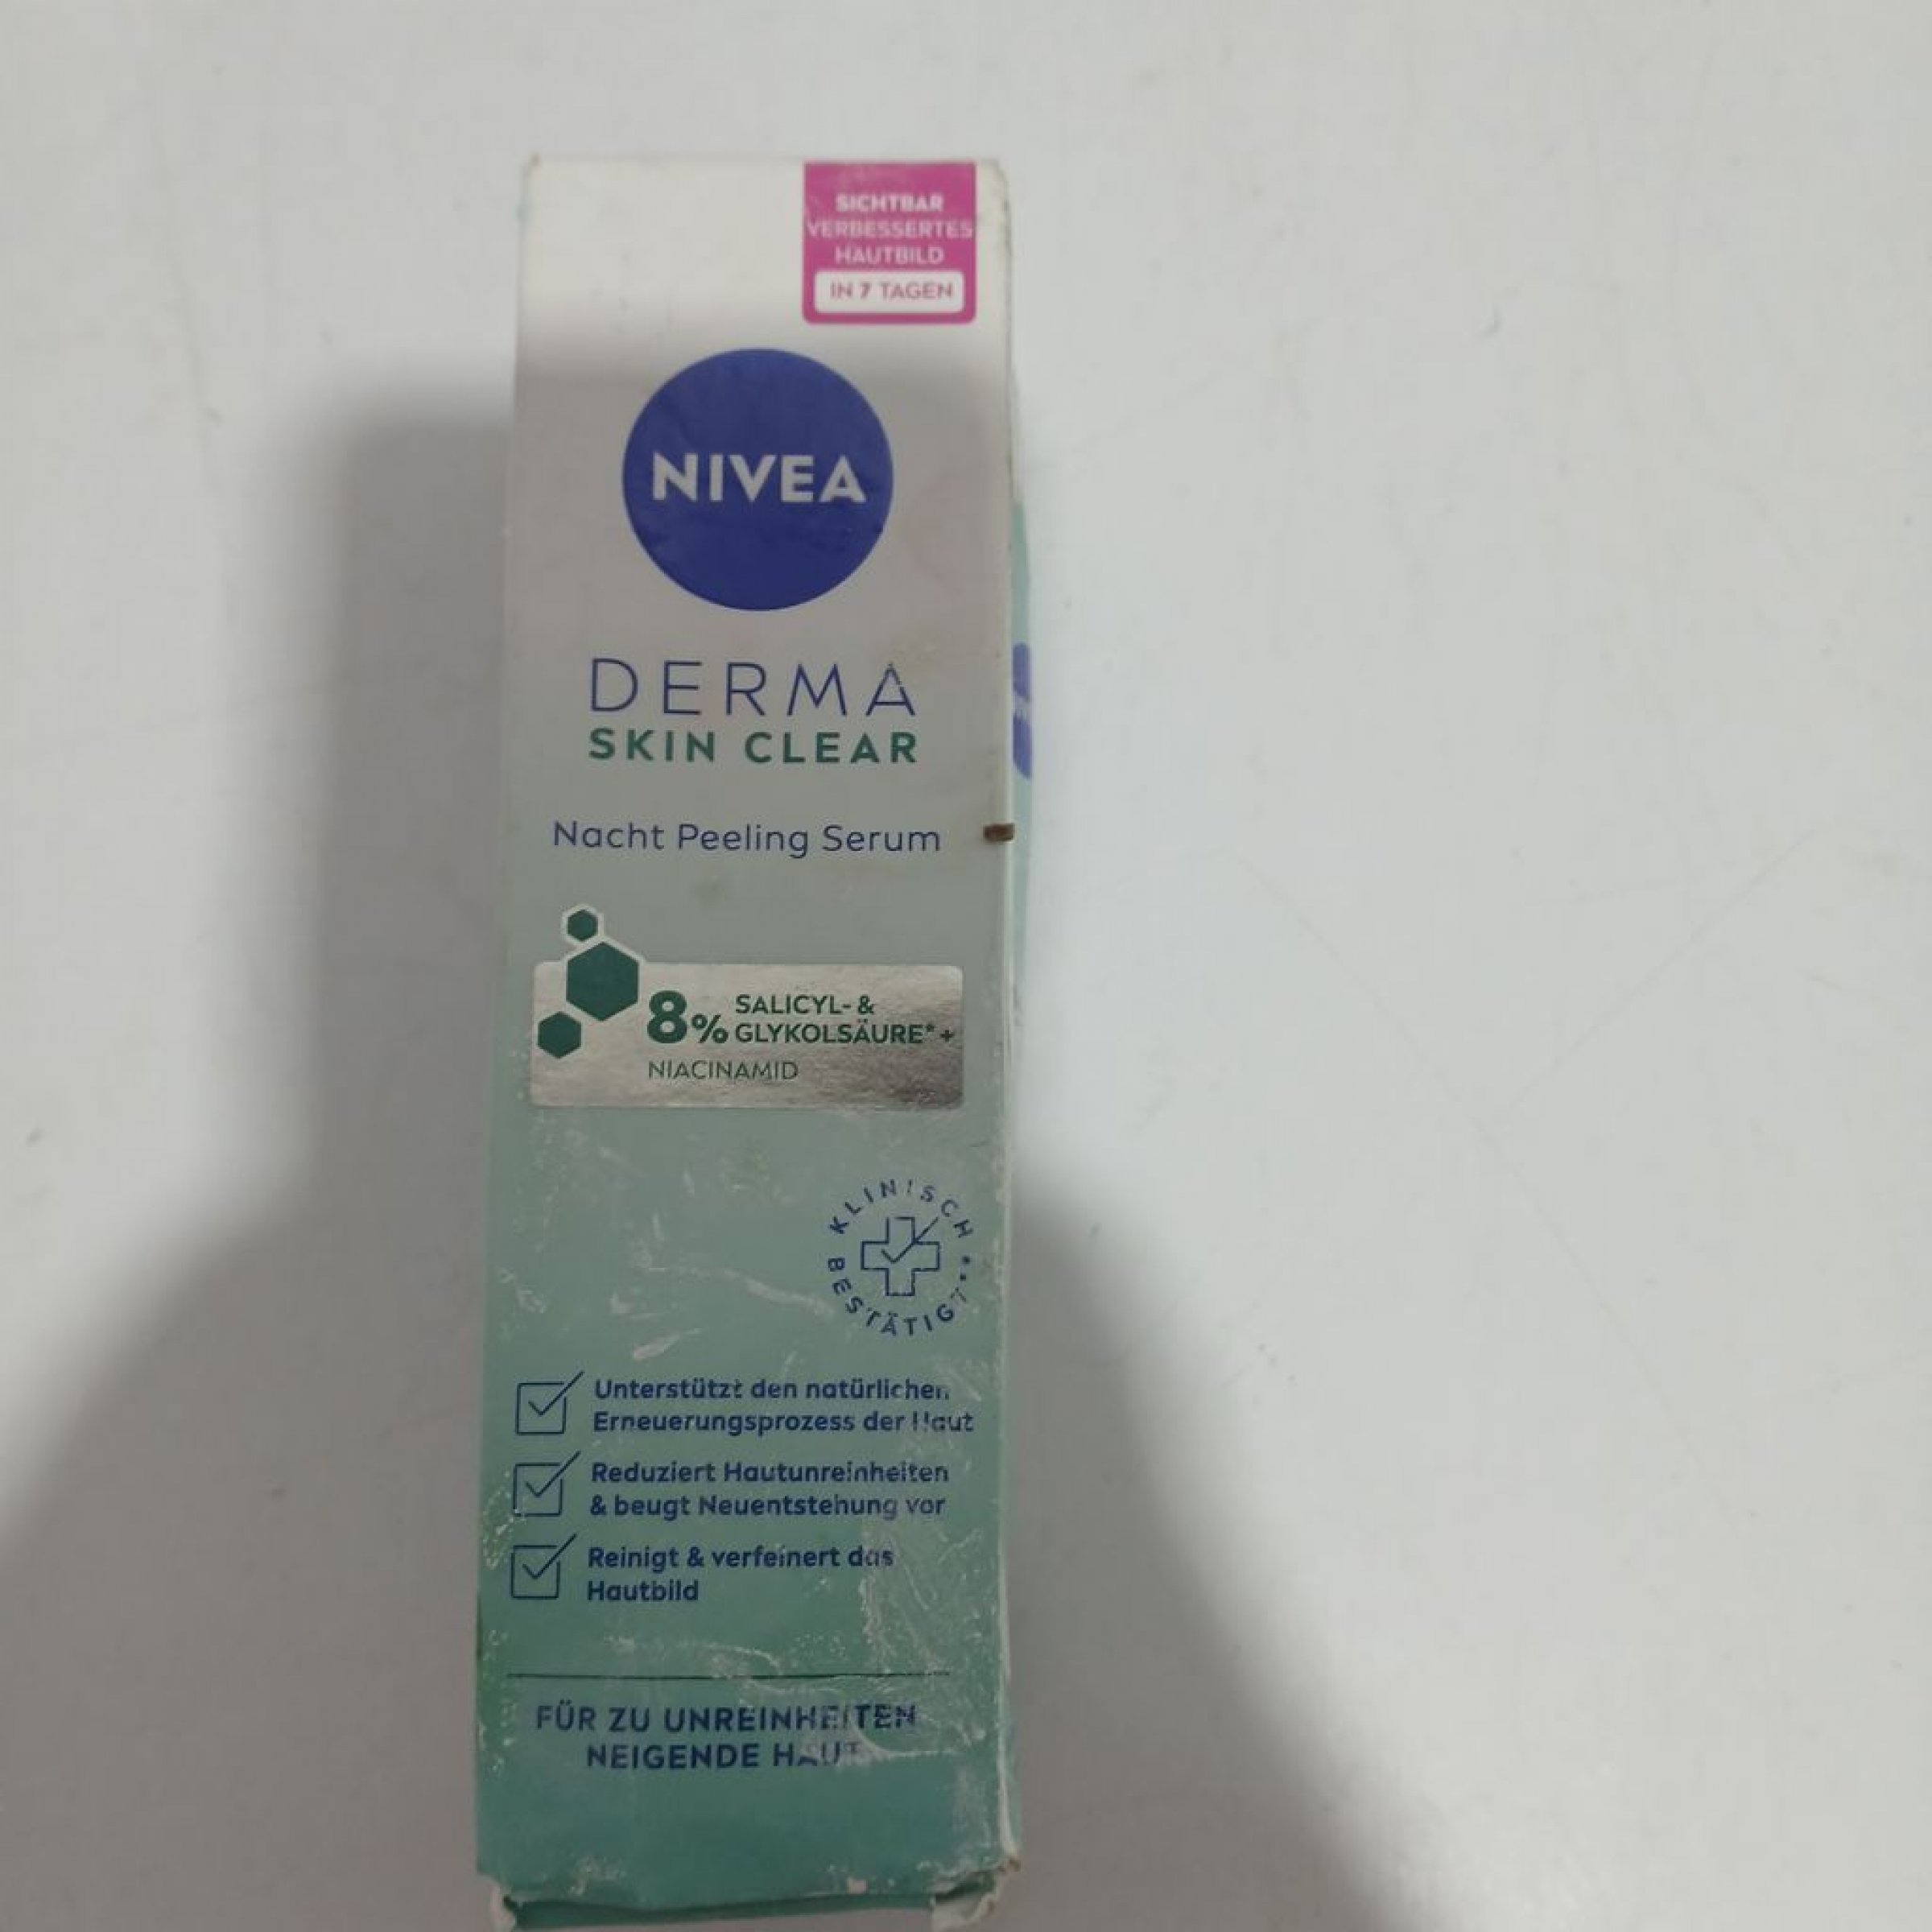 SICHTBAR
VERBESSERTES
HAUTBILD
IN 7 TAGEN
NIVEA
DERMA
SKIN CLEAR
Nacht Peeling Serum
8% SALICYL- &
GLYKOLSÄURE* +
NIACINAMID
KLINISCH
BESTÄTIGT
Unterstützt den natürlichen
Erneuerungsprozess der Haut
Reduziert Hautunreinheiten
& beugt Neuentstehung vor
Reinigt & verfeinert das
Hautbild
FÜR ZU UNREINHEITEN
NEIGENDE HAUT